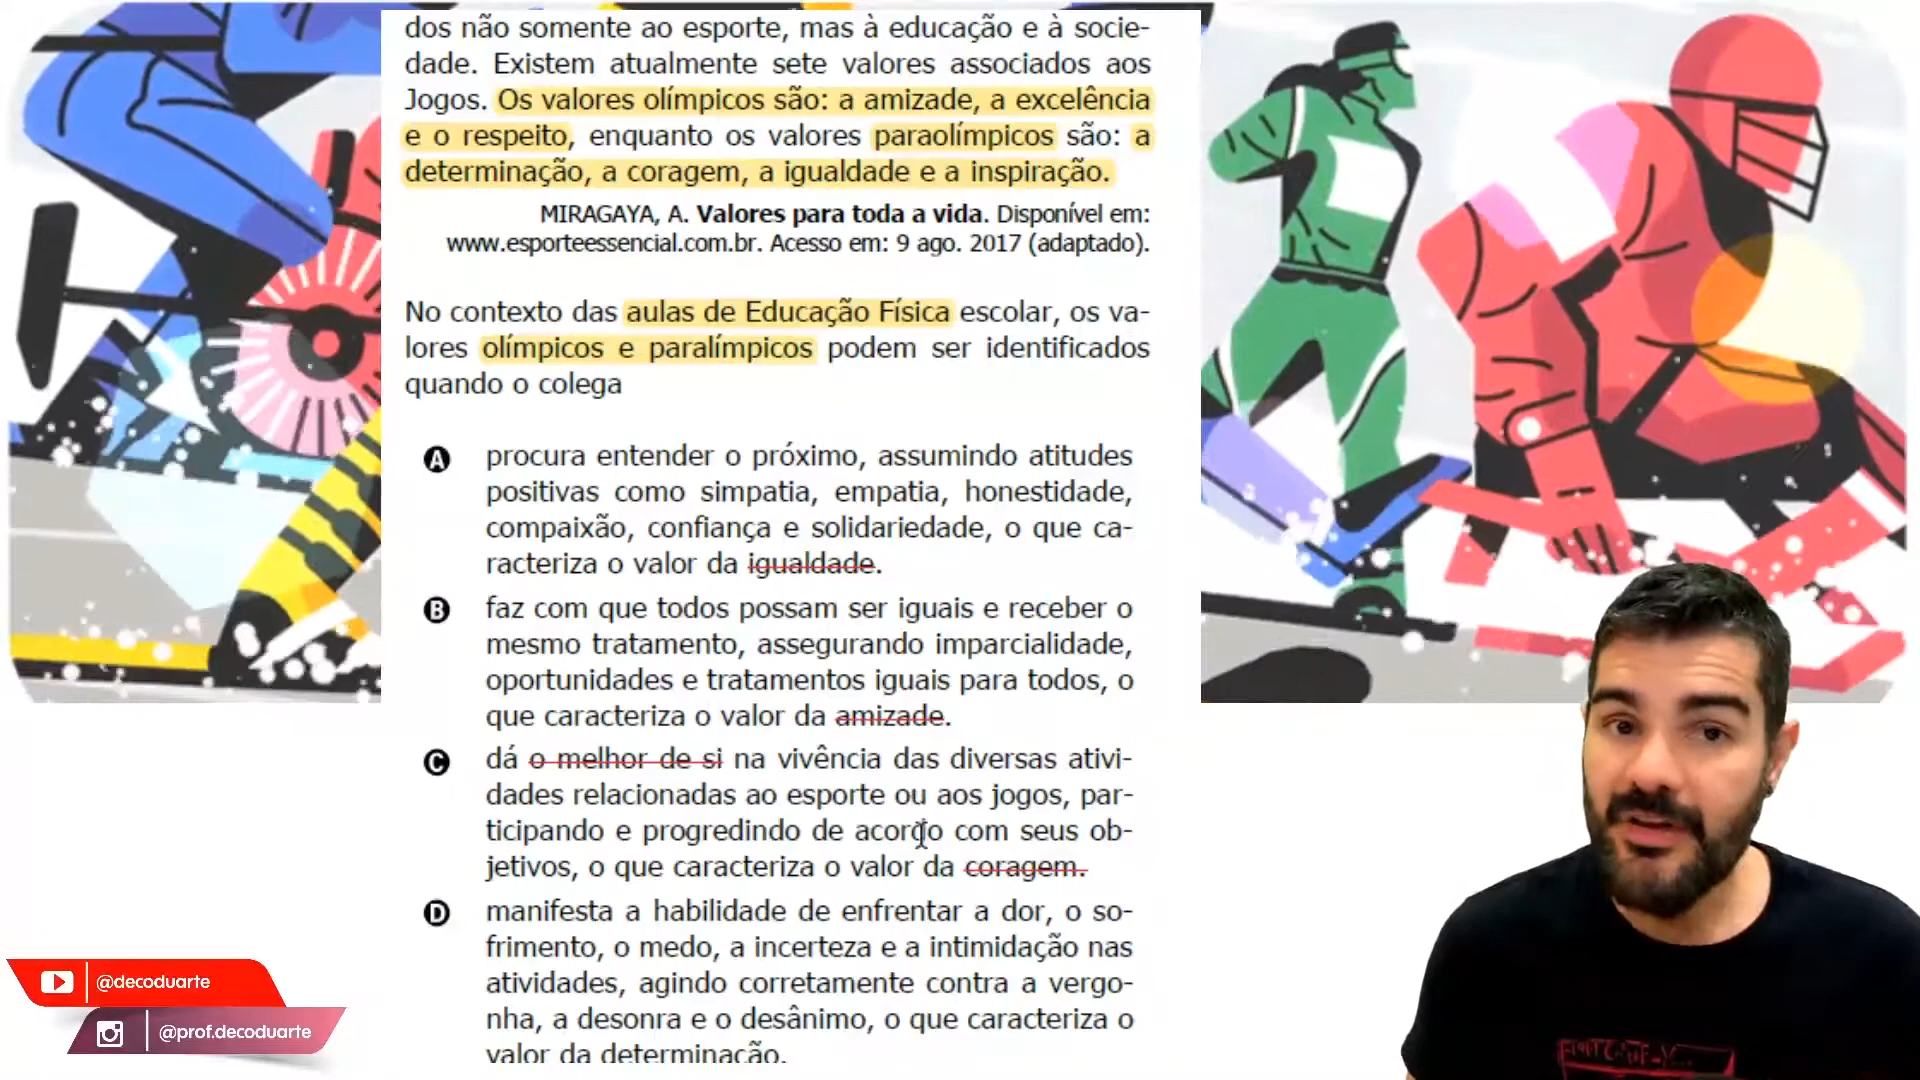 dos não somente ao esporte, mas à educação e à socie-
dade. Existem atualmente sete valores associados aos
Jogos. Os valores olímpicos são: a amizade, a excelência
e o respeito, enquanto os valores paraolímpicos são: a
determinação, a coragem, a igualdade e a inspiração.
MIRAGAYA, A. Valores para toda a vida. Disponível em:
www.esporteessencial.com.br. Acesso em: 9 ago. 2017 (adaptado).
No contexto das aulas de Educação Física escolar, os va-
lores olímpicos e paralímpicos podem ser identificados
quando o colega
A procura entender o próximo, assumindo atitudes
positivas como simpatia, empatia, honestidade,
compaixão, confiança e solidariedade, o que ca-
racteriza o valor da igualdade.
B faz com que todos possam ser iguais e receber o
mesmo tratamento, assegurando imparcialidade,
oportunidades e tratamentos iguais para todos, o
que caracteriza o valor da amizade.
C dá o melhor de si na vivência das diversas ativi-
dades relacionadas ao esporte ou aos jogos, par-
ticipando e progredindo de acordo com seus ob-
jetivos, o que caracteriza o valor da coragem.
D manifesta a habilidade de enfrentar a dor, o so-
frimento, o medo, a incerteza e a intimidação nas
atividades, agindo corretamente contra a vergo-
nha, a desonra e o desânimo, o que caracteriza o
valor da determinação.
@decoduarte
@prof.decoduarte